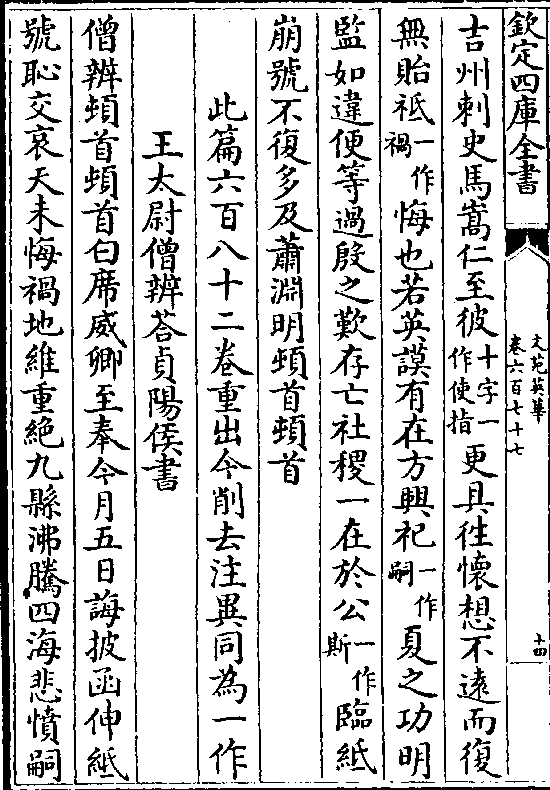 欽定四庫全書
文苑英華
卷六百七十七
十四
吉州刺史馬嵩仁至彼十字一作使指更具徃懷想不遠而復
無貽祇一作禍悔也若英謨有在方興祀一作嗣夏之功明
監如違便等過殷之歎存亡社稷一在於公一作斯臨紙
崩號不復多及蕭淵明頓首頓首
此篇六百八十二卷重出今削去注異同為一作
王太尉僧辨荅貞陽侯書
僧辨頓首頓首白席威卿至奉今月五日誨披函伸紙
號恥交哀天未悔禍地維重絶九縣沸騰四海悲憤嗣